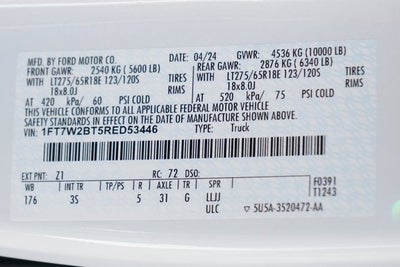 MFD. BY FORD MOTOR CO. 04/24 GVWR: 4536 KG (10000 LB)
FRONT GAWR: 2540 KG (5600 LB) REAR GAWR: 2876 KG (6340 LB)
WITH LT275/65R18E 123/120S TIRES WITH LT275/65R18E 123/120S TIRES
18x8.0J RIMS 18x8.0J RIMS
AT 420 kPa/ 60 PSI COLD AT 520 kPa/ 75 PSI COLD
THIS VEHICLE CONFORMS TO ALL APPLICABLE FEDERAL MOTOR VEHICLE
SAFETY STANDARDS IN EFFECT ON THE DATE OF MANUFACTURE SHOWN ABOVE.
VIN: 1FT7W2BT5RED53446 TYPE: Truck
EXT PNT: Z1 RC: 72 DSO:
WB INT TR TP/PS R AXLE TR SPR F0391
176 3S 5 31 G LLJJ T1243
ULC ▽ 5U5A-3520472-AA